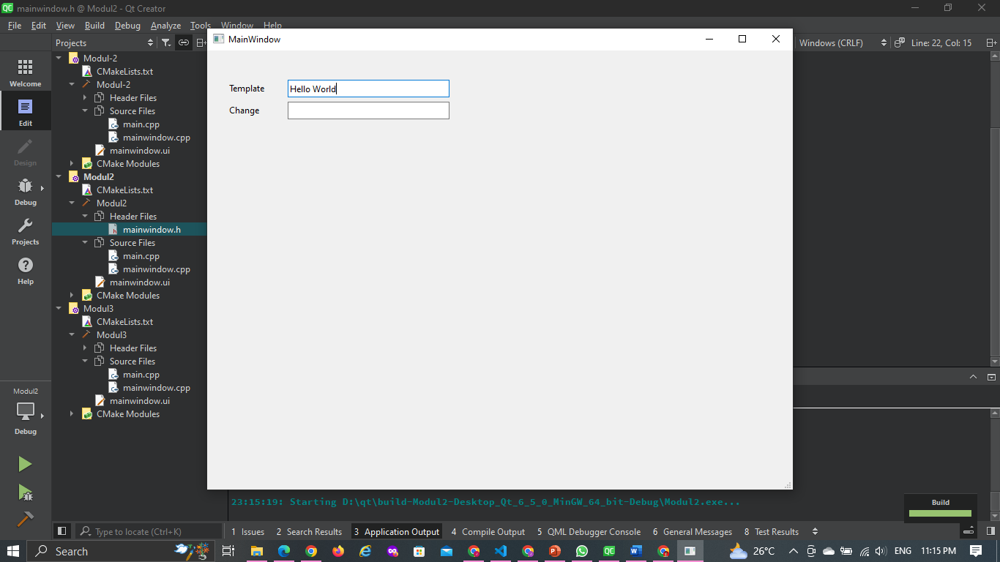 mainwindow.h @ Modul2 - Qt Creator
File Edit View Build Debug Analyze Tools Window Help
Projects
Windows (CRLF)
Line: 22, Col: 15
Welcome
Edit
Design
Debug
Projects
Help
Modul2
Debug
Modul-2
CMakeLists.txt
Modul-2
Header Files
Source Files
main.cpp
mainwindow.cpp
mainwindow.ui
CMake Modules
Modul2
CMakeLists.txt
Modul2
Header Files
mainwindow.h
Source Files
main.cpp
mainwindow.cpp
mainwindow.ui
CMake Modules
Modul3
CMakeLists.txt
Modul3
Header Files
Source Files
main.cpp
mainwindow.cpp
mainwindow.ui
CMake Modules
MainWindow
Template Hello World
Change
23:15:19: Starting D:\qt\build-Modul2-Desktop_Qt_6_5_0_MinGW_64_bit-Debug\Modul2.exe...
Build
Type to locate (Ctrl+K) 1 Issues 2 Search Results 3 Application Output 4 Compile Output 5 QML Debugger Console 6 General Messages 8 Test Results
Search 26°C ENG 11:15 PM